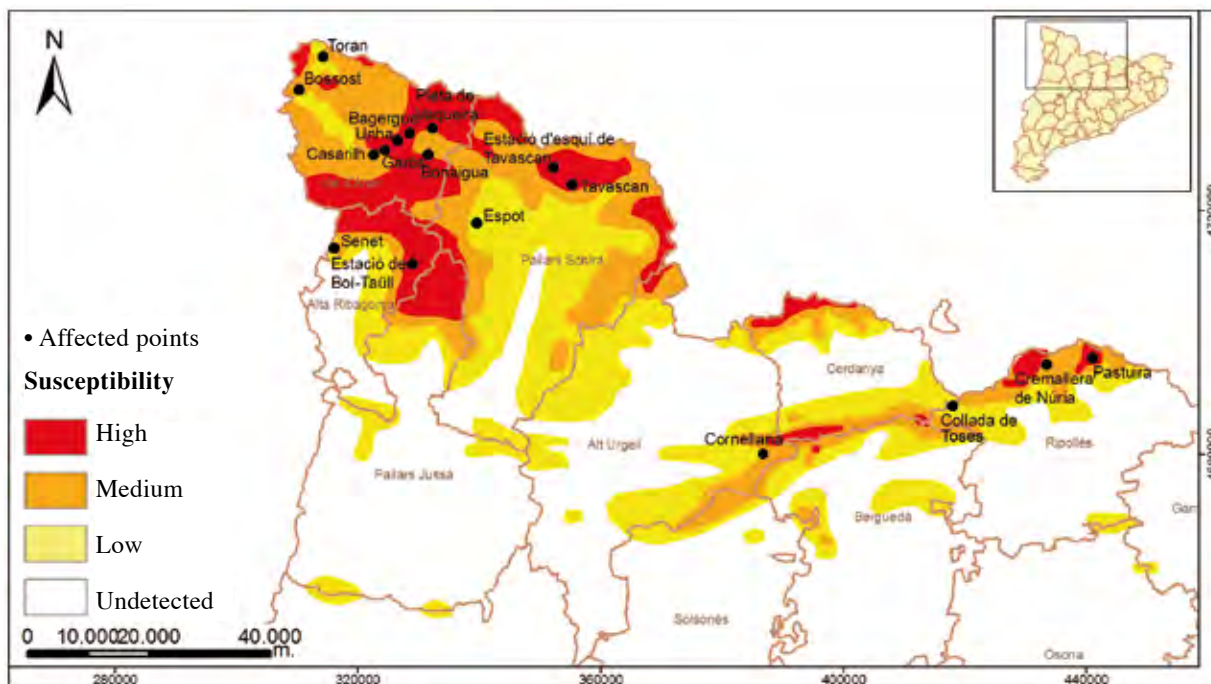 N
Toran
Bossost
Pleta de
Baqueira
Bagergue
Unha
Casarilh
Garòs
Bonaigua
Estació d'esquí de
Tavascan
Tavascan
Espot
Senet
Estació de
Boí-Taüll
Alta Ribagorça
Pallars Sobirà
• Affected points
Susceptibility
High
Medium
Low
Undetected
0 10.000 20.000 40.000
m.
Cerdanya
Cremallera
de Núria
Pastuira
Collada de
Toses
Ripollès
Cornellana
Alt Urgell
Pallars Jussà
Berguedà
Solsonès
Osona
280000 320000 360000 400000 440000